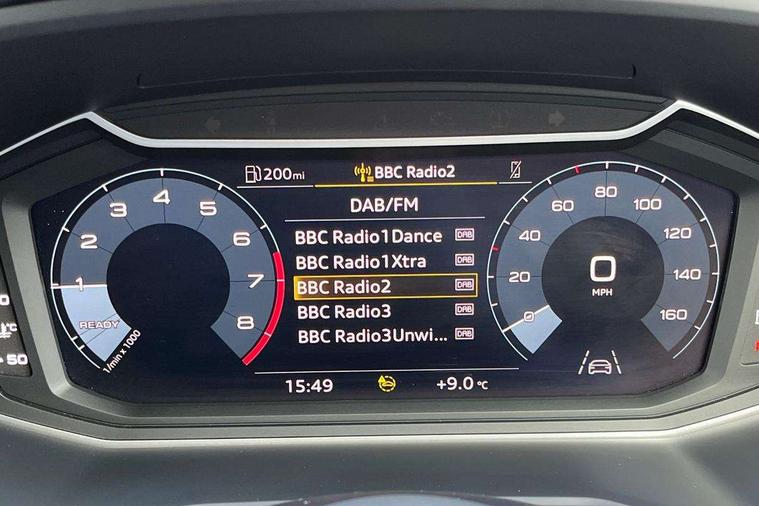 200mi
BBC Radio2
DAB/FM
BBC Radio1Dance DAB
BBC Radio1Xtra DAB
BBC Radio2 DAB
BBC Radio3 DAB
BBC Radio3Unwi... DAB
15:49
+9.0 °C
READY
1
2
3
4
5
6
7
8
1/min x 1000
0
20
40
60
80
100
120
140
160
0
MPH
50